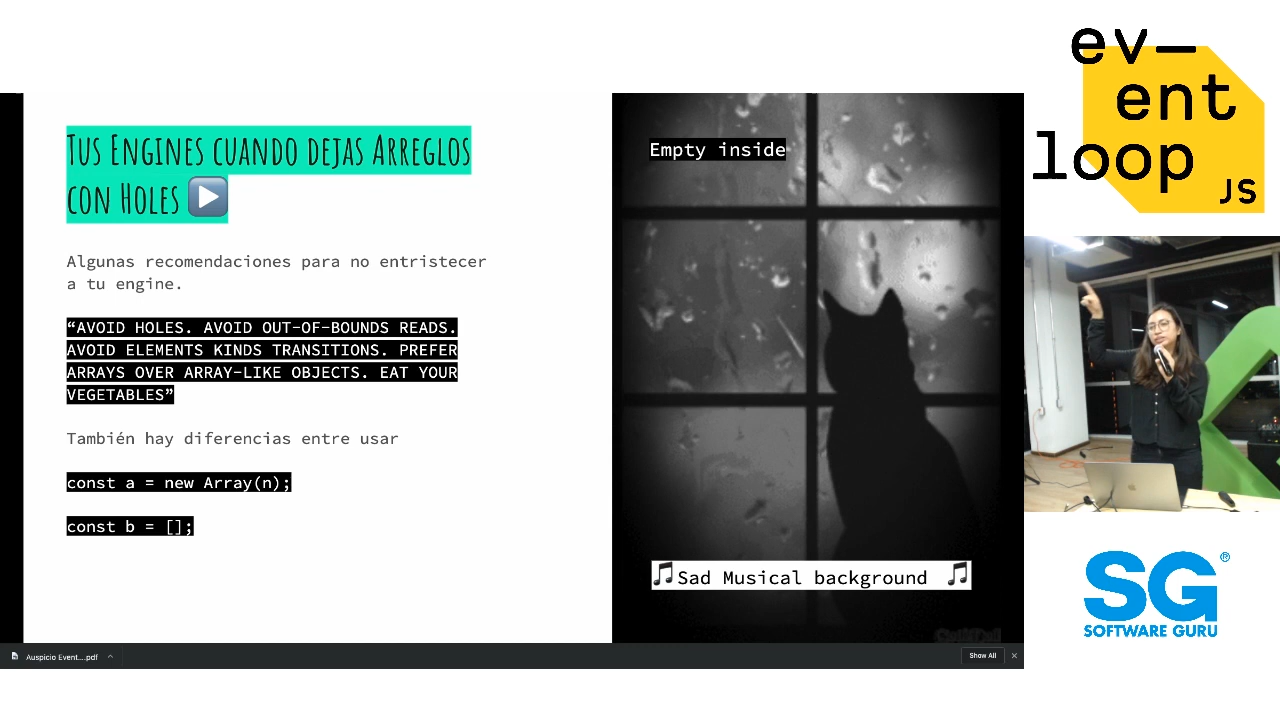 Tus Engines cuando dejas Arreglos
con Holes
Algunas recomendaciones para no entristecer
a tu engine.
“AVOID HOLES. AVOID OUT-OF-BOUNDS READS.
AVOID ELEMENTS KINDS TRANSITIONS. PREFER
ARRAYS OVER ARRAY-LIKE OBJECTS. EAT YOUR
VEGETABLES”
También hay diferencias entre usar
const a = new Array(n);
const b = [];
Empty inside
🎵Sad Musical background 🎵
Auspicio Event....pdf
Show All
ev—
ent
loop
JS
SG®
SOFTWARE GURU